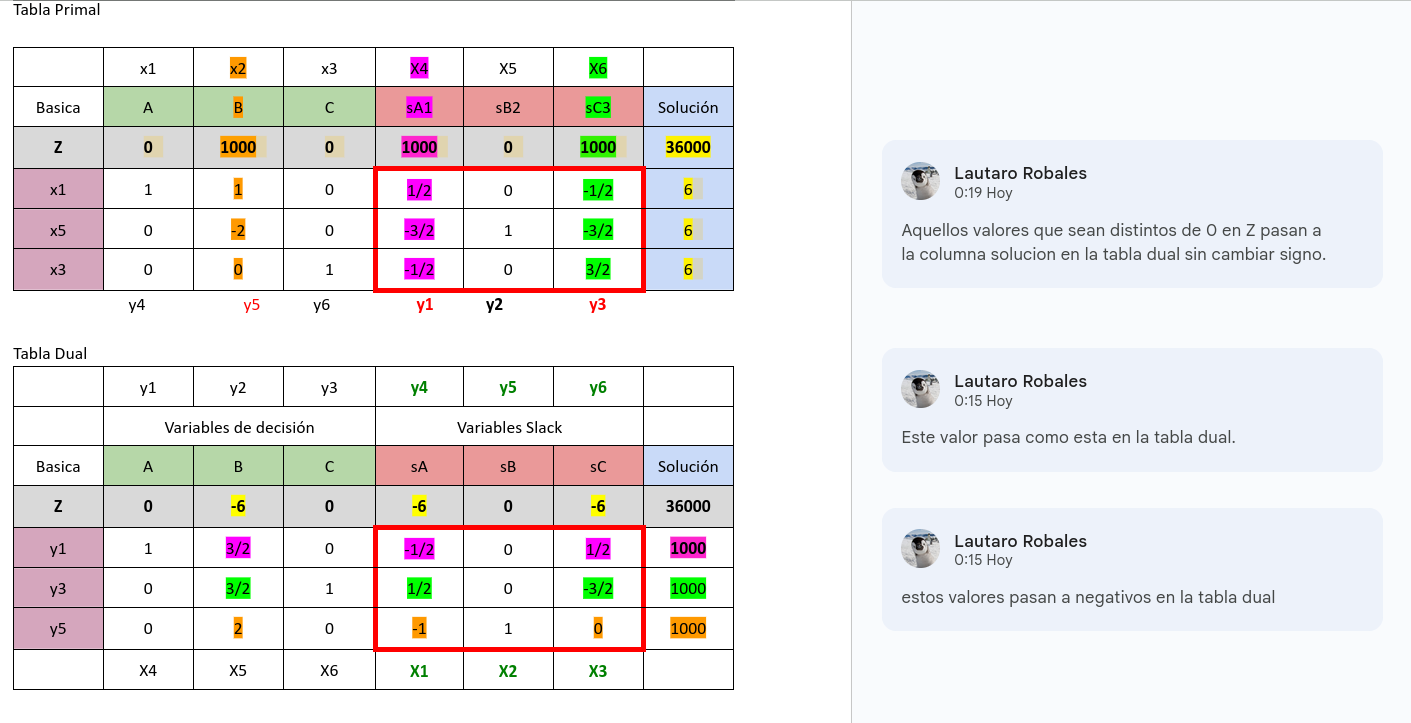 Tabla Primal
x1 x2 x3 X4 X5 X6
Basica A B C sA1 sB2 sC3 Solución
Z 0 1000 0 1000 0 1000 36000
x1 1 1 0 1/2 0 -1/2 6
x5 0 -2 0 -3/2 1 -3/2 6
x3 0 0 1 -1/2 0 3/2 6
y4 y5 y6 y1 y2 y3
Tabla Dual
y1 y2 y3 y4 y5 y6
Variables de decisión Variables Slack
Basica A B C sA sB sC Solución
Z 0 -6 0 -6 0 -6 36000
y1 1 3/2 0 -1/2 0 1/2 1000
y3 0 3/2 1 1/2 0 -3/2 1000
y5 0 2 0 -1 1 0 1000
X4 X5 X6 X1 X2 X3
Lautaro Robales
0:19 Hoy
Aquellos valores que sean distintos de 0 en Z pasan a
la columna solucion en la tabla dual sin cambiar signo.
Lautaro Robales
0:15 Hoy
Este valor pasa como esta en la tabla dual.
Lautaro Robales
0:15 Hoy
estos valores pasan a negativos en la tabla dual